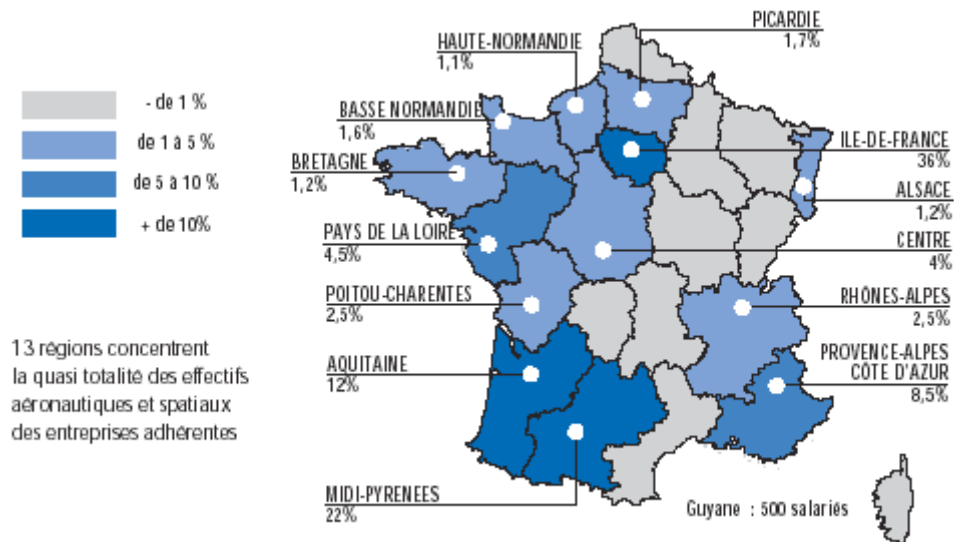 PICARDIE
1,7%
HAUTE-NORMANDIE
1,1%
- de 1 %
de 1 à 5 %
de 5 à 10 %
+ de 10%
BASSE NORMANDIE
1,6%
BRETAGNE
1,2%
PAYS DE LA LOIRE
4,5%
POITOU-CHARENTES
2,5%
AQUITAINE
12%
MIDI-PYRENEES
22%
ILE-DE-FRANCE
36%
ALSACE
1,2%
CENTRE
4%
RHÔNES-ALPES
2,5%
PROVENCE-ALPES
CÔTE D'AZUR
8,5%
13 régions concentrent
la quasi totalité des effectifs
aéronautiques et spatiaux
des entreprises adhérentes
Guyane : 500 salariés